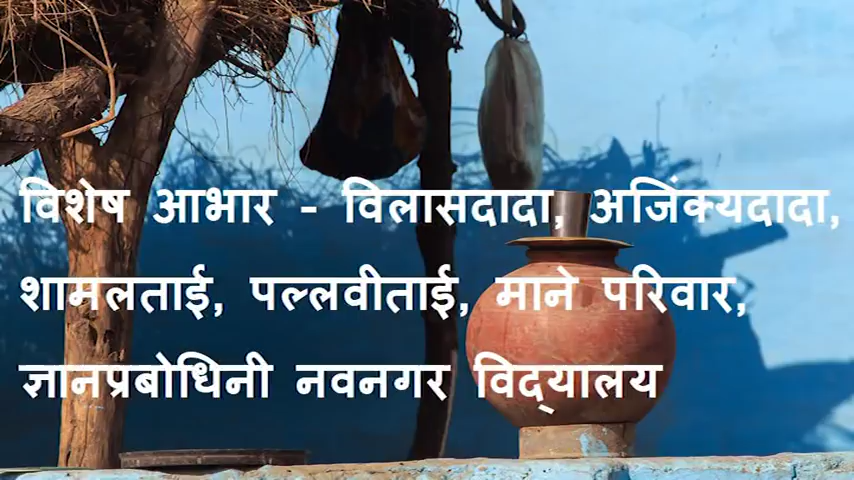 विशेष आभार - विलासदादा, अजिंक्यदादा,
शामलताई, पल्लवीताई, माने परिवार,
ज्ञानप्रबोधिनी नवनगर विद्‌यालय